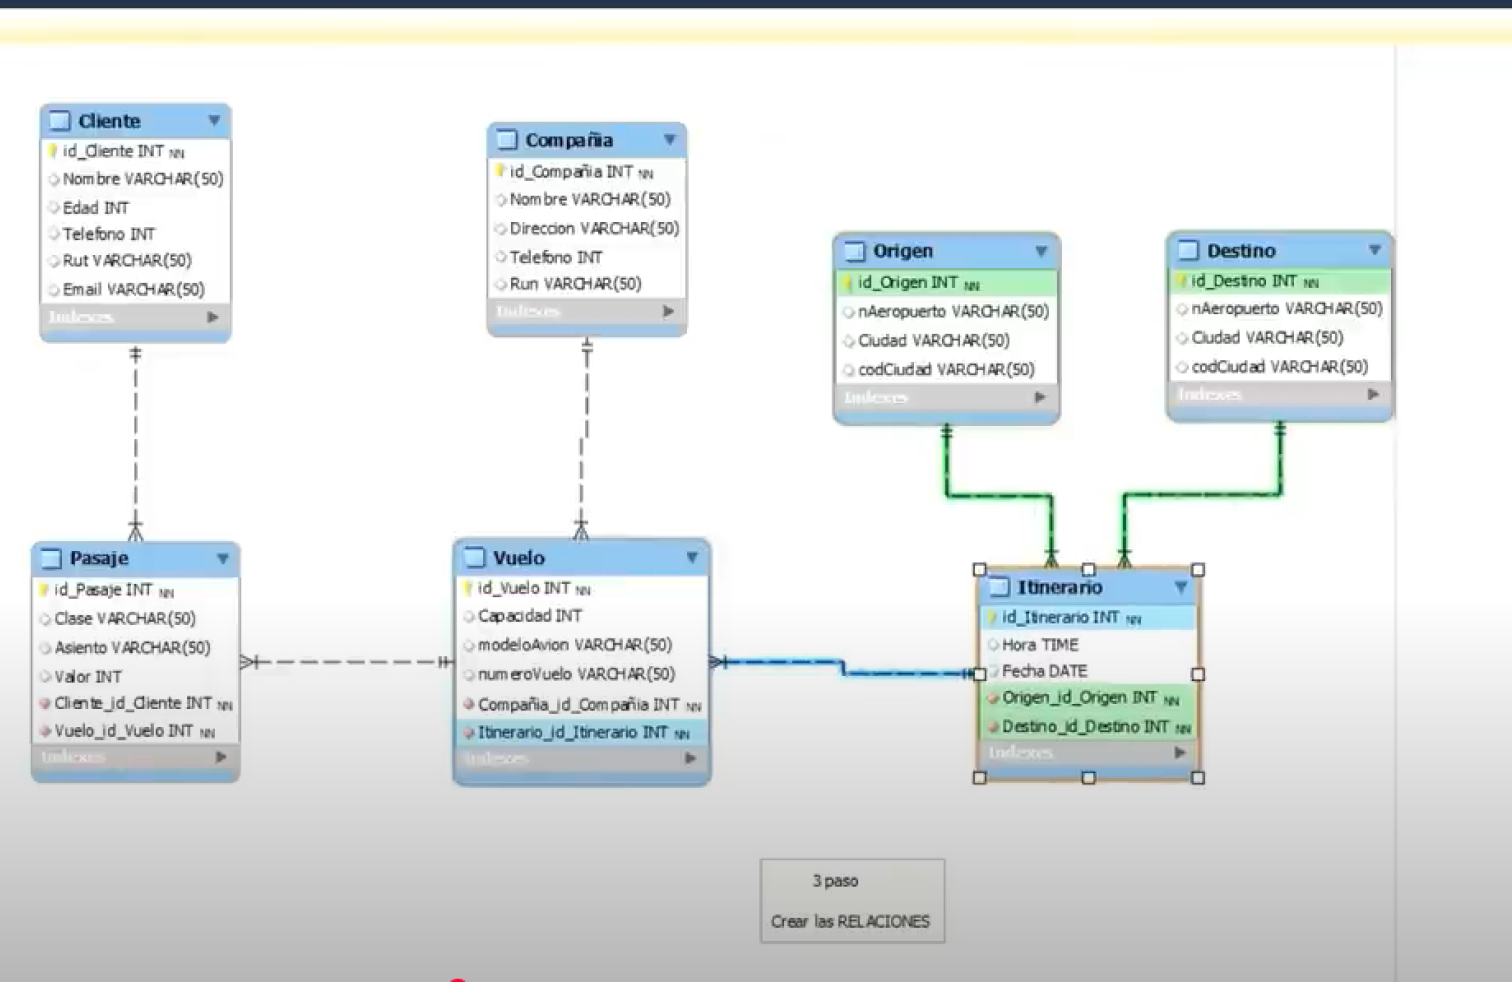 Cliente
id_Cliente INT NN
Nombre VARCHAR(50)
Edad INT
Telefono INT
Rut VARCHAR(50)
Email VARCHAR(50)
Indexes
Compañia
id_Compañia INT NN
Nombre VARCHAR(50)
Direccion VARCHAR(50)
Telefono INT
Run VARCHAR(50)
Indexes
Origen
id_Origen INT NN
nAeropuerto VARCHAR(50)
Ciudad VARCHAR(50)
codCiudad VARCHAR(50)
Indexes
Destino
id_Destino INT NN
nAeropuerto VARCHAR(50)
Ciudad VARCHAR(50)
codCiudad VARCHAR(50)
Indexes
Pasaje
id_Pasaje INT NN
Clase VARCHAR(50)
Asiento VARCHAR(50)
Valor INT
Cliente_id_Cliente INT NN
Vuelo_id_Vuelo INT NN
Indexes
Vuelo
id_Vuelo INT NN
Capacidad INT
modeloAvion VARCHAR(50)
numeroVuelo VARCHAR(50)
Compañia_id_Compañia INT NN
Itinerario_id_Itinerario INT NN
Indexes
Itinerario
id_Itinerario INT NN
Hora TIME
Fecha DATE
Origen_id_Origen INT NN
Destino_id_Destino INT NN
Indexes
3 paso
Crear las RELACIONES